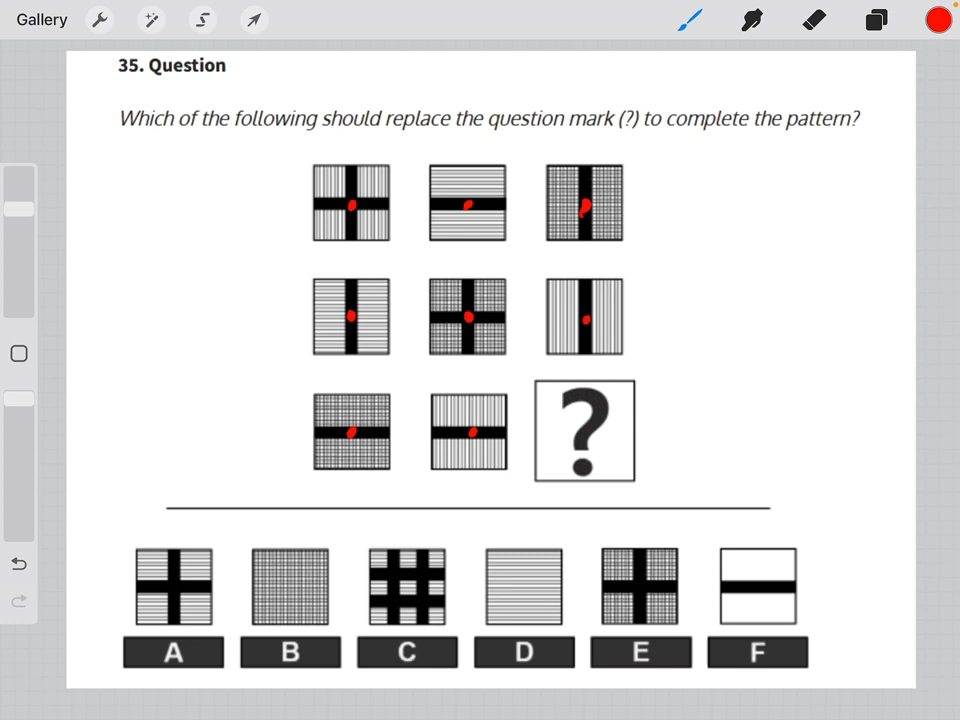 Gallery
35. Question
Which of the following should replace the question mark (?) to complete the pattern?
?
A B C D E F